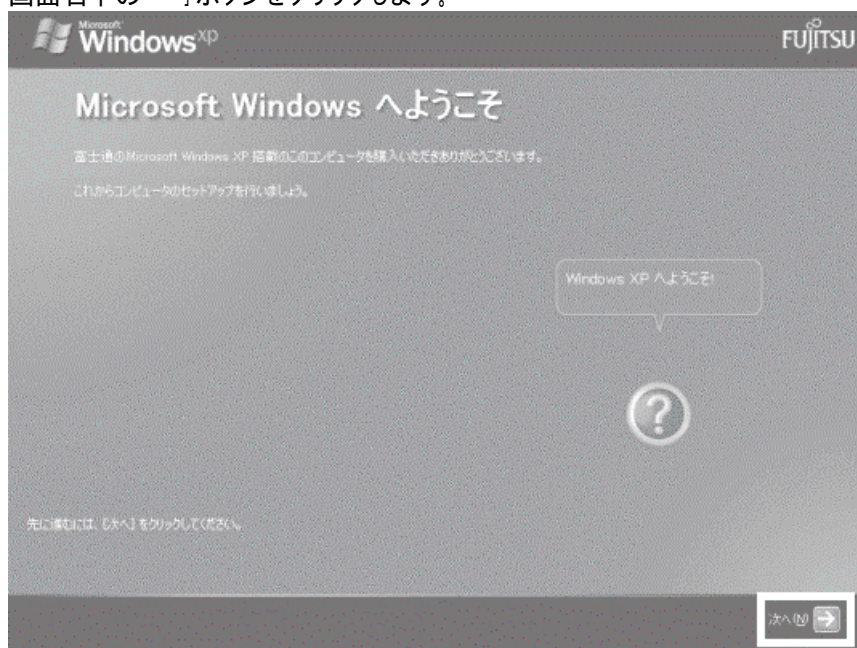 Microsoft
Windows xp
FUJITSU
Microsoft Windows へようこそ
富士通のMicrosoft Windows XP 搭載のこのコンピュータを購入いただきありがとうございます。
これからコンピュータのセットアップを行いましょう。
Windows XP へようこそ!
先に進むには、[次へ] をクリックしてください。
次へ(N)